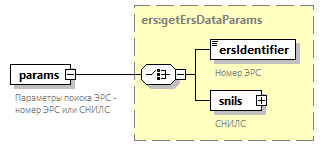 ers:getErsDataParams
ersIdentifier
Номер ЭРС
params
Параметры поиска ЭРС -
номер ЭРС или СНИЛС
snils
СНИЛС